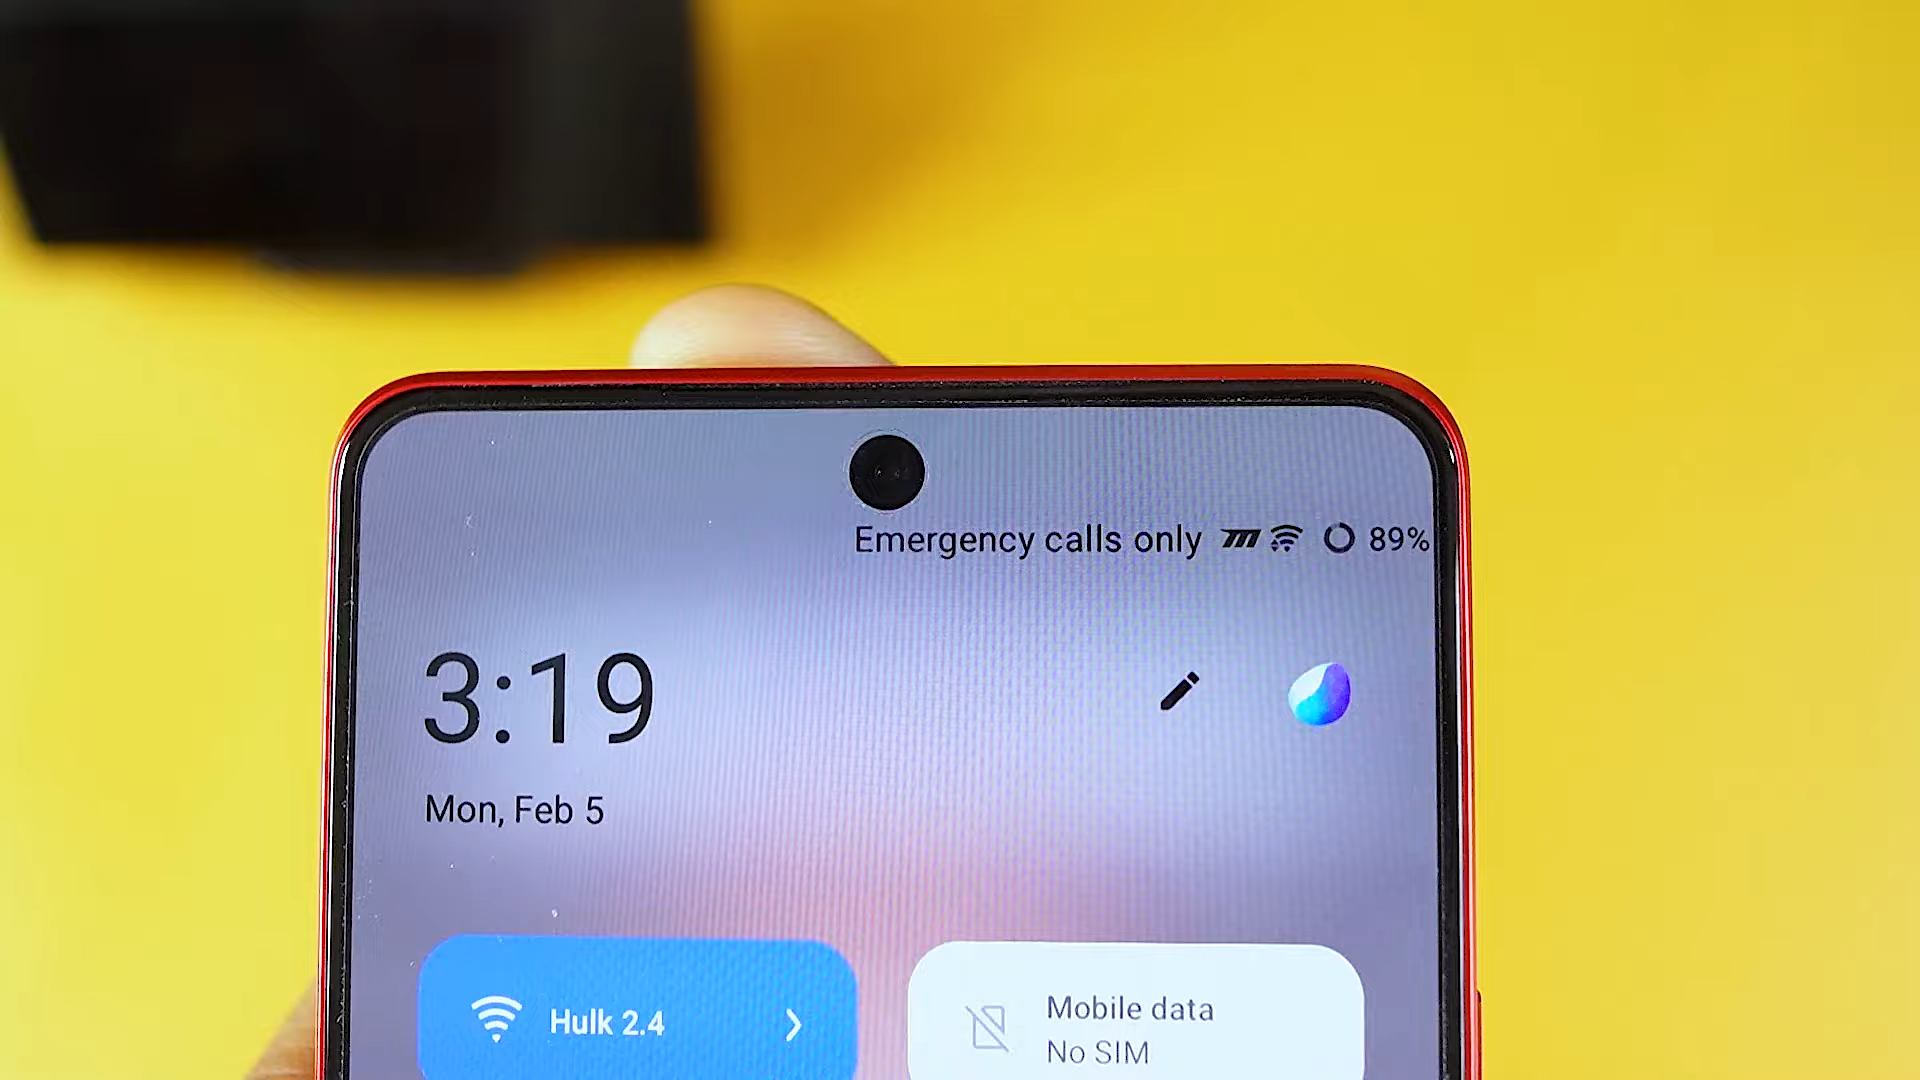 Emergency calls only 89%
3:19
Mon, Feb 5
Hulk 2.4
Mobile data
No SIM